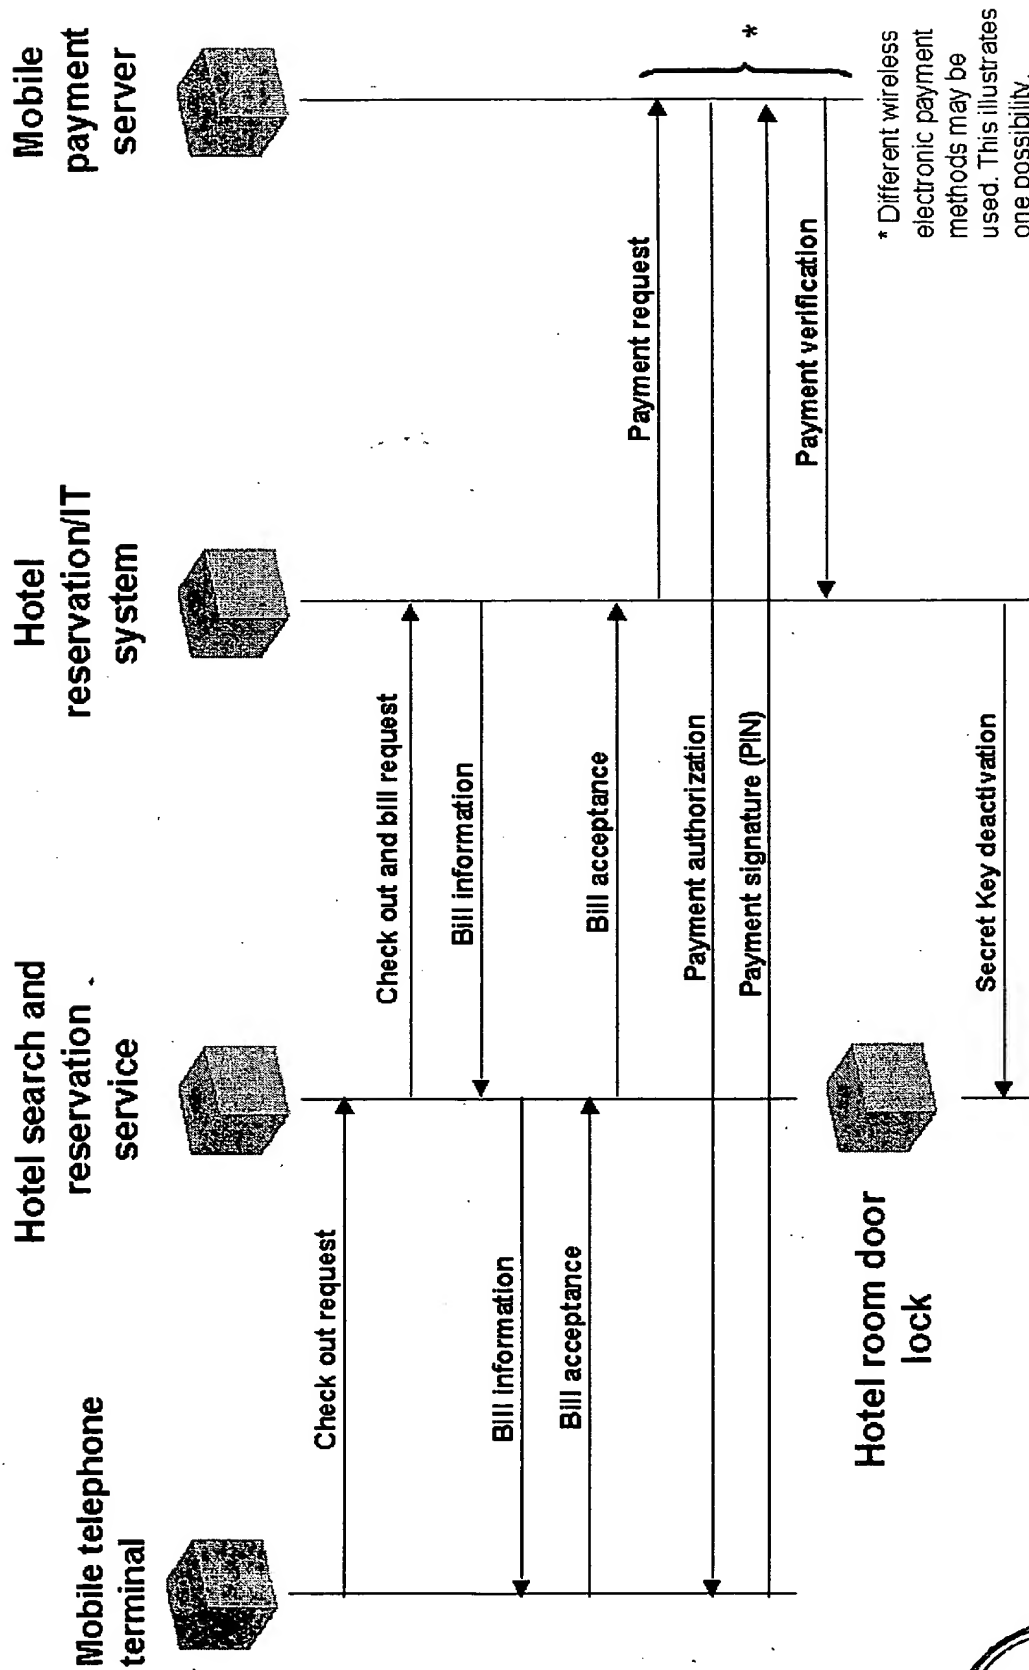 Mobile telephone
terminal
Hotel search and
reservation
service
Hotel
reservation/IT
system
Mobile
payment
server
Check out request
Check out and bill request
Bill information
Bill information
Bill acceptance
Bill acceptance
Payment request
*
Payment authorization
Payment signature (PIN)
Payment verification
* Different wireless
electronic payment
methods may be
used. This illustrates
one possibility.
Hotel room door
lock
Secret Key deactivation